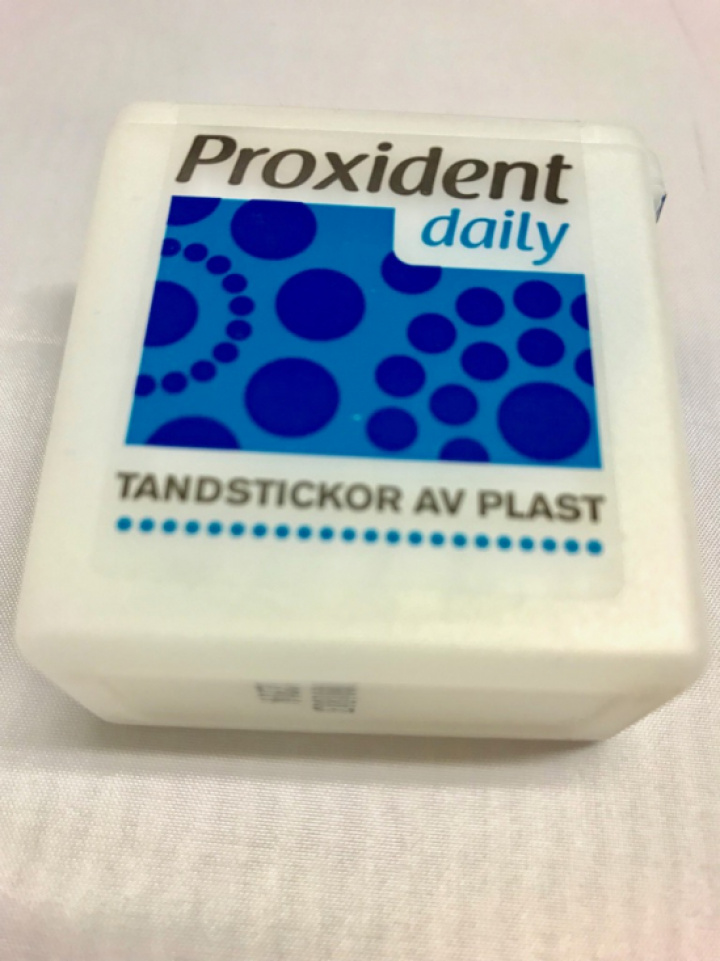 Proxident
daily
TANDSTICKOR AV PLAST